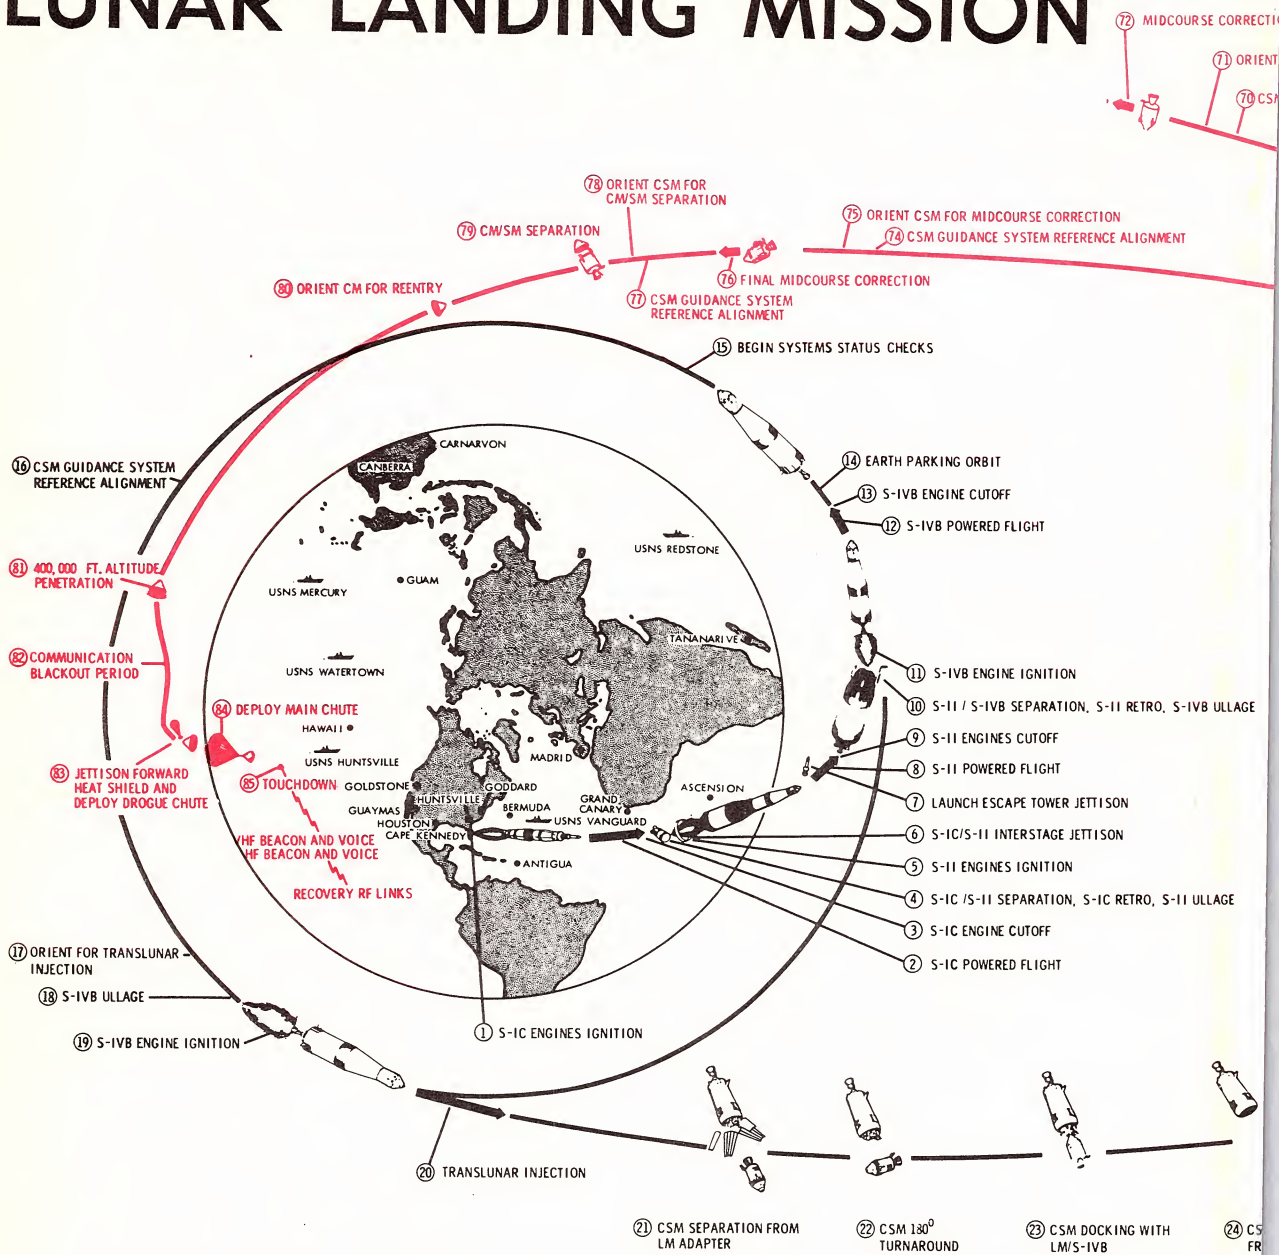 LUNAR LANDING MISSION
72 MIDCOURSE
71 ORIENT
70
78 ORIENT CSM FOR
CM/SM SEPARATION
79 CM/SM SEPARATION
75 ORIENT CSM FOR MIDCOURSE CORRECTION
74 CSM GUIDANCE SYSTEM REFERENCE ALIGNMENT
80 ORIENT CM FOR REENTRY
76 FINAL MIDCOURSE CORRECTION
77 CSM GUIDANCE SYSTEM
REFERENCE ALIGNMENT
15 BEGIN SYSTEMS STATUS CHECKS
CARNARVON
CANBERRA
16 CSM GUIDANCE SYSTEM
REFERENCE ALIGNMENT
14 EARTH PARKING ORBIT
13 S-IVB ENGINE CUTOFF
12 S-IVB POWERED FLIGHT
USNS REDSTONE
81 400,000 FT. ALTITUDE
PENETRATION
GUAM
USNS MERCURY
TANANARIVE
82 COMMUNICATION
BLACKOUT PERIOD
USNS WATERTOWN
11 S-IVB ENGINE IGNITION
10 S-II / S-IVB SEPARATION, S-II RETRO, S-IVB ULLAGE
84 DEPLOY MAIN CHUTE
HAWAII
9 S-II ENGINES CUTOFF
MADRID
USNS HUNTSVILLE
8 S-II POWERED FLIGHT
83 JETTISON FORWARD
HEAT SHIELD AND
DEPLOY DROGUE CHUTE
85 TOUCHDOWN
GOLDSTONE
GODDARD
ASCENSION
HUNTSVILLE
GRAND
CANARY
7 LAUNCH ESCAPE TOWER JETTISON
GUAYMAS
BERMUDA
HOUSTON
USNS VANGUARD
CAPE KENNEDY
6 S-IC/S-II INTERSTAGE JETTISON
VHF BEACON AND VOICE
HF BEACON AND VOICE
ANTIGUA
5 S-II ENGINES IGNITION
RECOVERY RF LINKS
4 S-IC /S-II SEPARATION, S-IC RETRO, S-II ULLAGE
3 S-IC ENGINE CUTOFF
2 S-IC POWERED FLIGHT
17 ORIENT FOR TRANSLUNAR
INJECTION
18 S-IVB ULLAGE
1 S-IC ENGINES IGNITION
19 S-IVB ENGINE IGNITION
20 TRANSLUNAR INJECTION
21 CSM SEPARATION FROM
LM ADAPTER
22 CSM 180⁰
TURNAROUND
23 CSM DOCKING WITH
LM/S-IVB
24